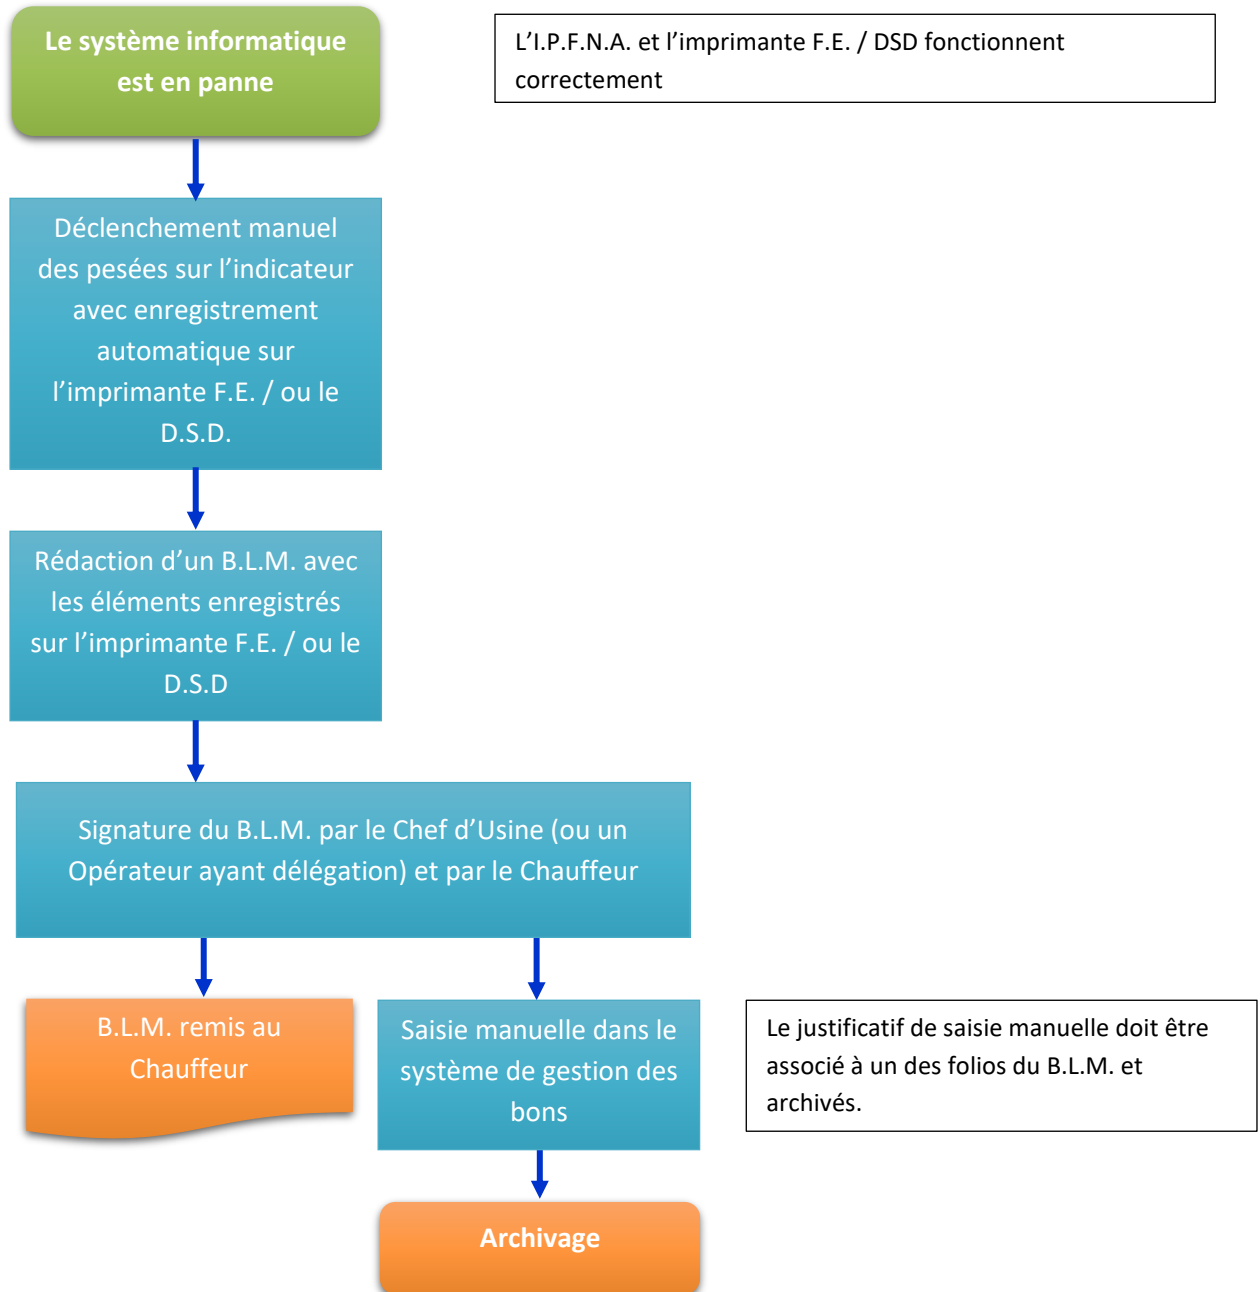 Le système informatique
est en panne
L'I.P.F.N.A. et l'imprimante F.E. / DSD fonctionnent
correctement
Déclenchement manuel
des pesées sur l'indicateur
avec enregistrement
automatique sur
l'imprimante F.E. / ou le
D.S.D.
Rédaction d'un B.L.M. avec
les éléments enregistrés
sur l'imprimante F.E. / ou le
D.S.D
Signature du B.L.M. par le Chef d'Usine (ou un
Opérateur ayant délégation) et par le Chauffeur
B.L.M. remis au
Chauffeur
Saisie manuelle dans le
système de gestion des
bons
Le justificatif de saisie manuelle doit être
associé à un des folios du B.L.M. et
archivés.
Archivage